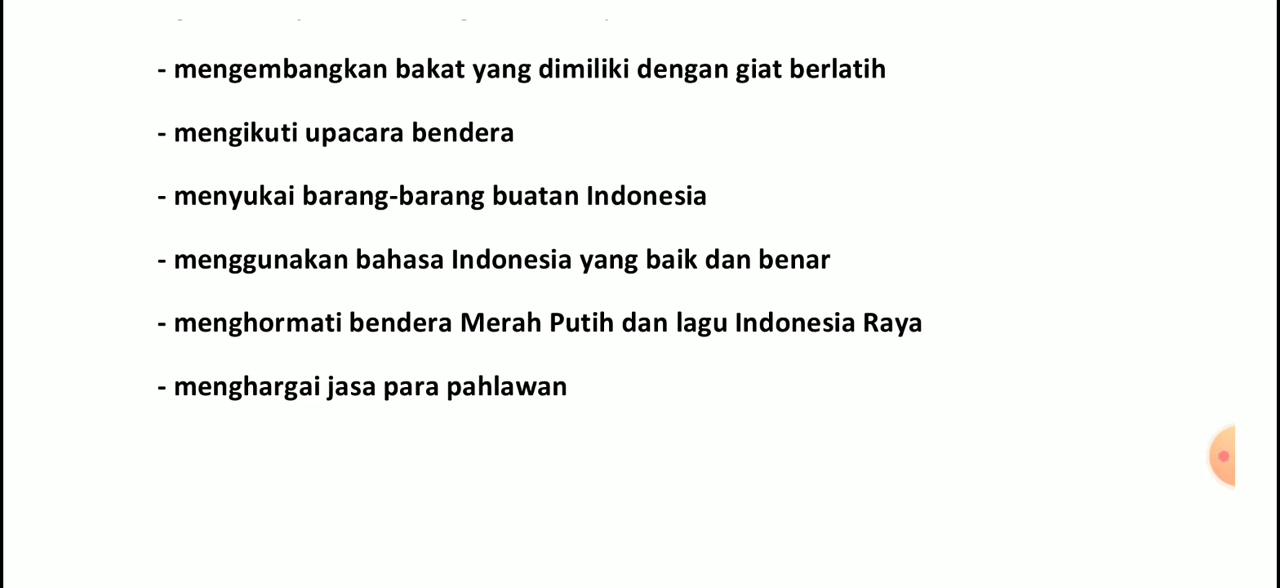 - mengembangkan bakat yang dimiliki dengan giat berlatih
- mengikuti upacara bendera
- menyukai barang-barang buatan Indonesia
- menggunakan bahasa Indonesia yang baik dan benar
- menghormati bendera Merah Putih dan lagu Indonesia Raya
- menghargai jasa para pahlawan